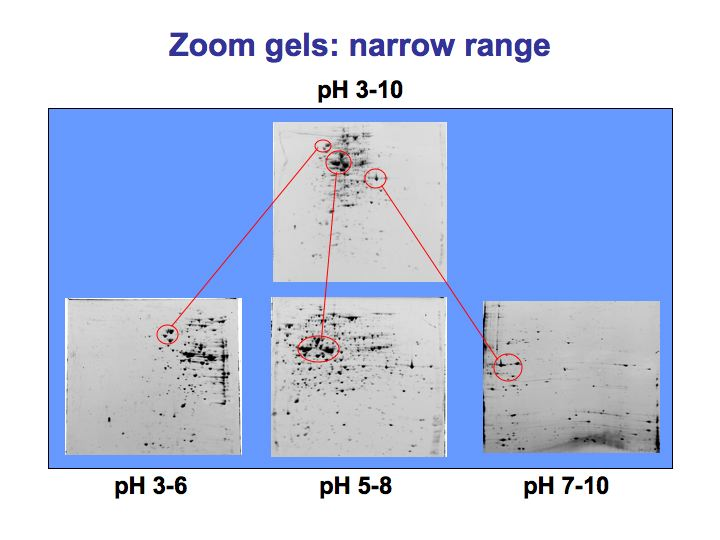 Zoom gels: narrow range
pH 3-10
pH 3-6
pH 5-8
pH 7-10